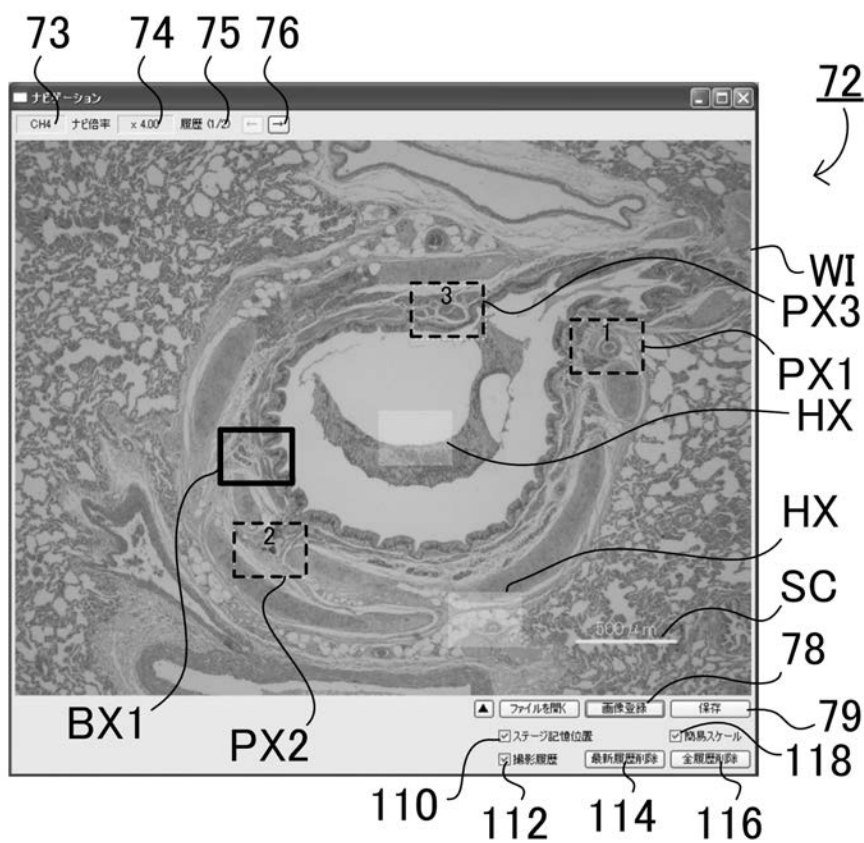 73 74 75 76
72
ナビゲーション
CH4 ナビ倍率 x 4.00 履歴 (1/2) ← →
WI
3
PX3
1
PX1
HX
2
HX
500μm
SC
78
▲ ファイルを開く 画像登録 保存
79
BX1
PX2
ステージ記憶位置 簡易スケール
118
撮影履歴 最新履歴削除 全履歴削除
110
112
114
116